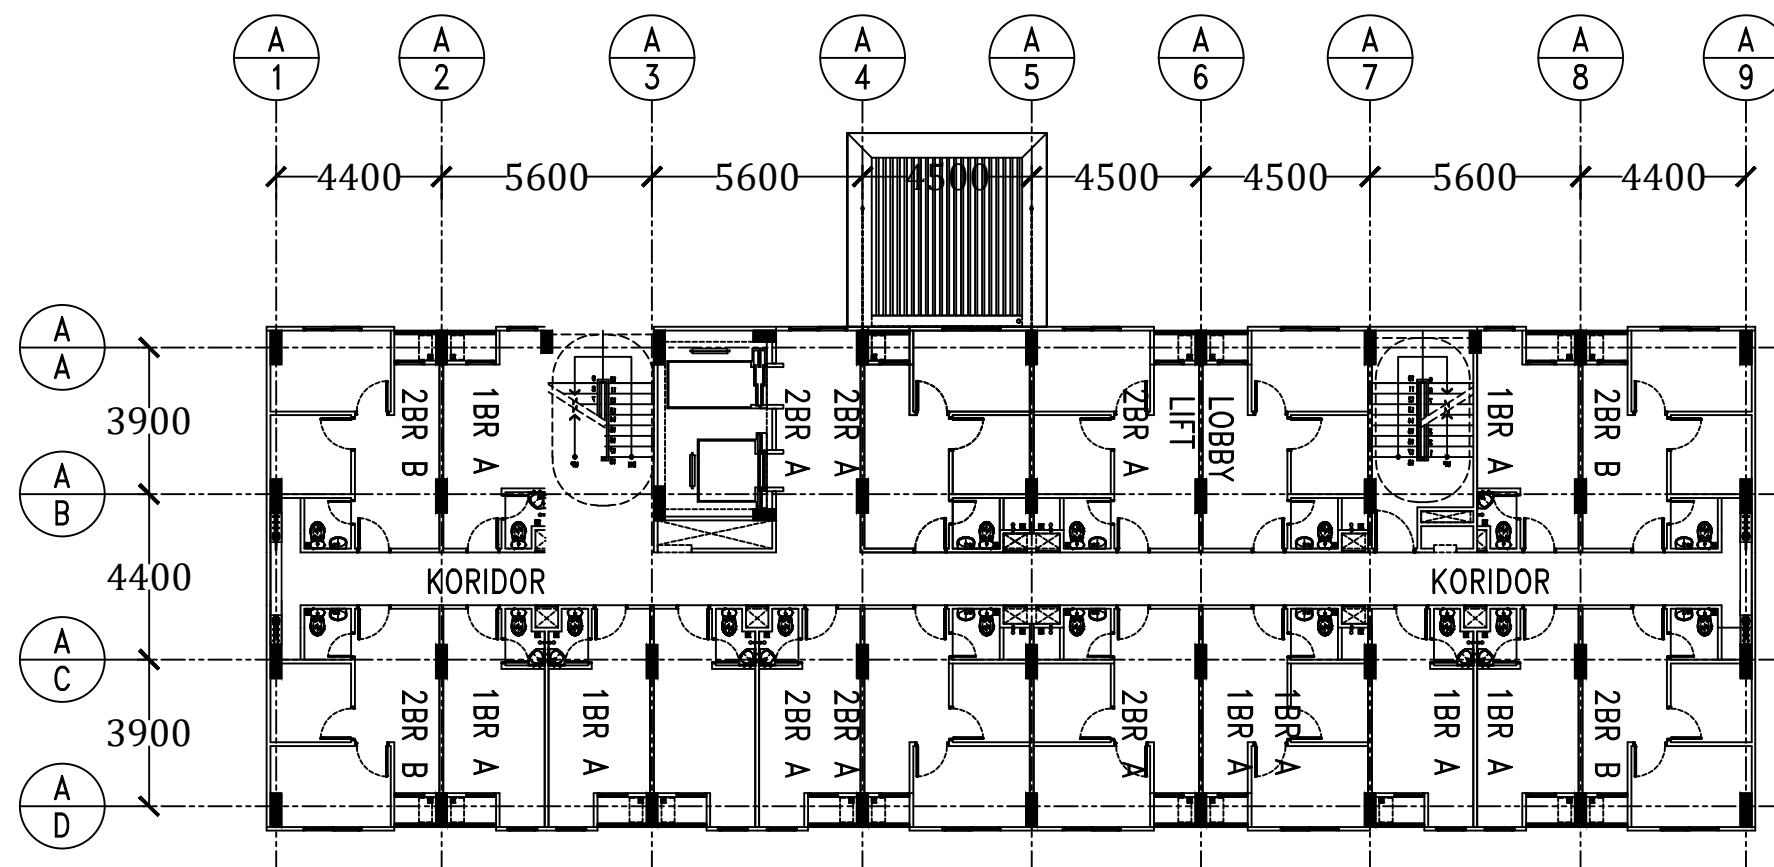 A A A A A A A A A
1 2 3 4 5 6 7 8 9
4400 5600 5600 4500 4500 4500 5600 4400
A
A
3900
A
B
4400
A
C
3900
A
D
2BR B
1BR A
2BR A
2BR A
2BR A
LIFT
LOBBY
1BR A
2BR B
KORIDOR
KORIDOR
2BR B
1BR A
1BR A
2BR A
2BR A
2BR A
1BR A
1BR A
1BR A
1BR A
2BR B